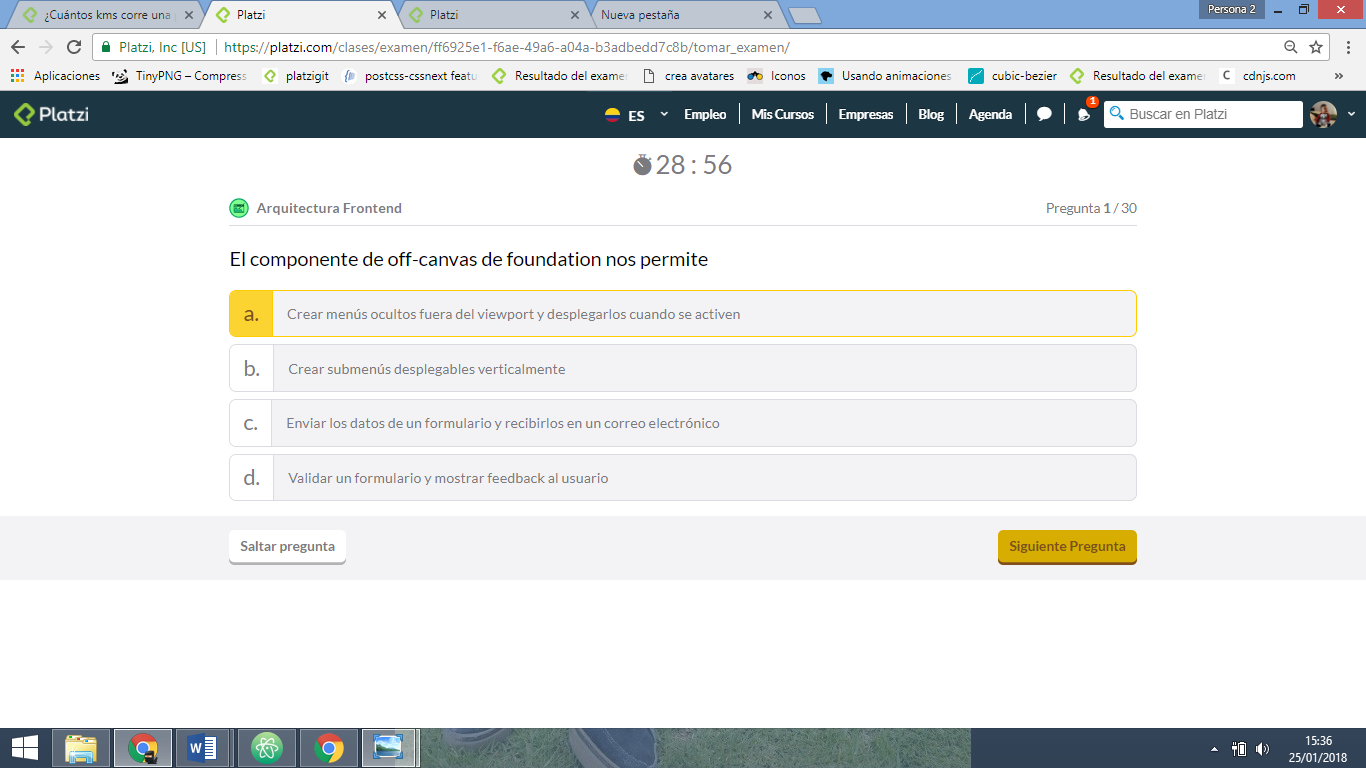 ¿Cuántos kms corre una
Platzi
Platzi
Nueva pestaña
Persona 2
Platzi, Inc [US]
https://platzi.com/clases/examen/ff6925e1-f6ae-49a6-a04a-b3adbedd7c8b/tomar_examen/
Aplicaciones
TinyPNG – Compress
platzigit
postcss-cssnext featu
Resultado del exame
crea avatares
Iconos
Usando animaciones
cubic-bezier
Resultado del exame
cdnjs.com
»
Platzi
ES
Empleo
Mis Cursos
Empresas
Blog
Agenda
1
Buscar en Platzi
28 : 56
Arquitectura Frontend
Pregunta 1 / 30
El componente de off-canvas de foundation nos permite
a. Crear menús ocultos fuera del viewport y desplegarlos cuando se activen
b. Crear submenús desplegables verticalmente
c. Enviar los datos de un formulario y recibirlos en un correo electrónico
d. Validar un formulario y mostrar feedback al usuario
Saltar pregunta
Siguiente Pregunta
15:36
25/01/2018